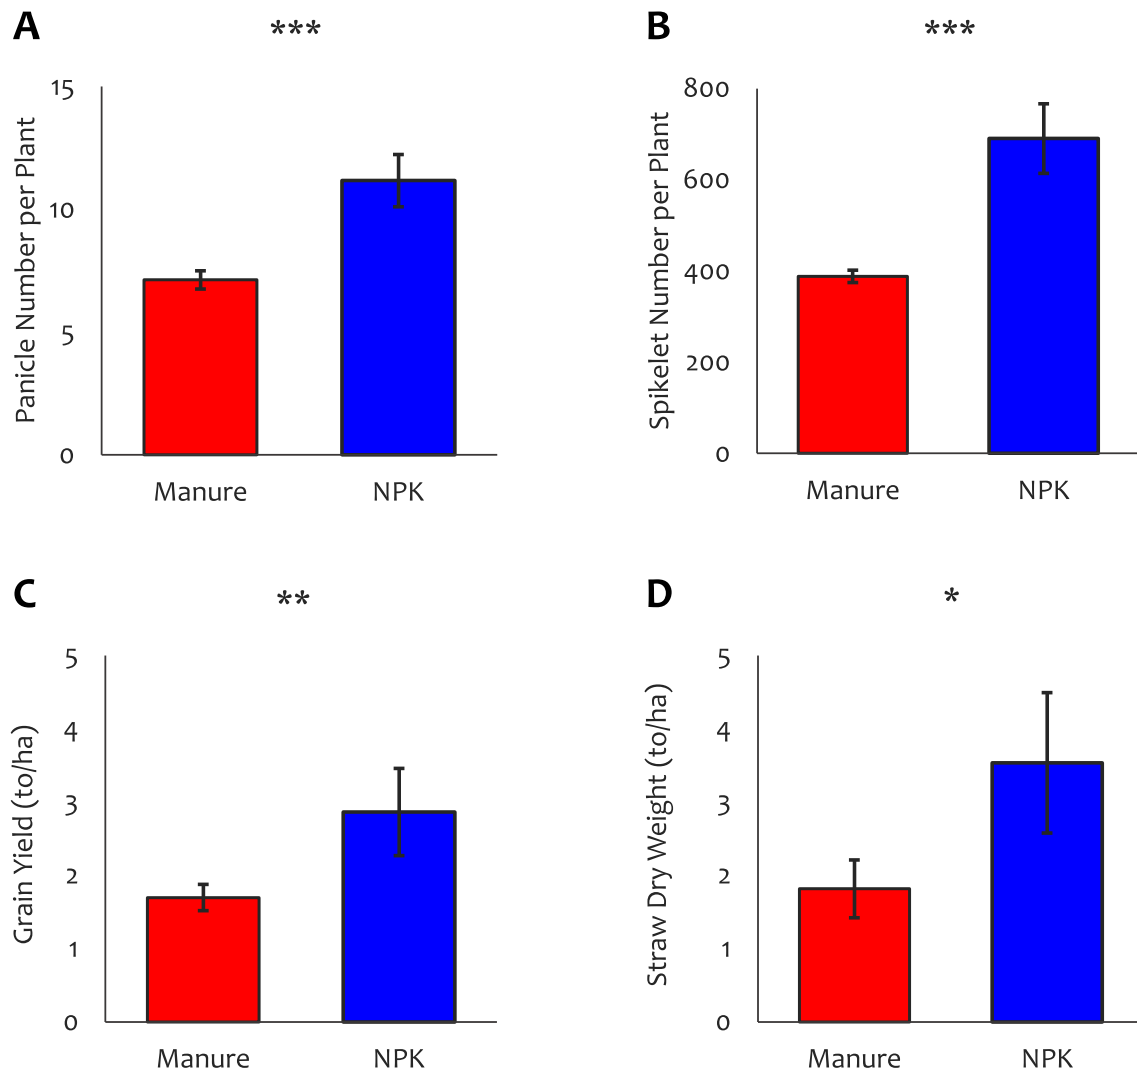 A
***
Panicle Number per Plant
15
10
5
0
Manure
NPK
B
***
Spikelet Number per Plant
800
600
400
200
0
Manure
NPK
C
**
Grain Yield (to/ha)
5
4
3
2
1
0
Manure
NPK
D
*
Straw Dry Weight (to/ha)
5
4
3
2
1
0
Manure
NPK